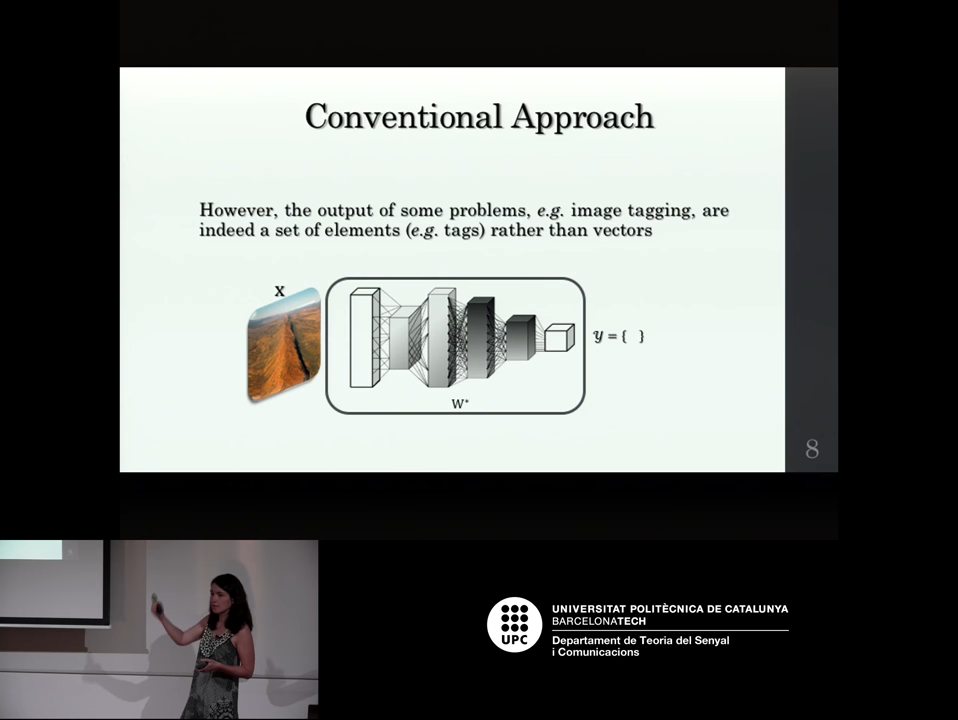 Conventional Approach
However, the output of some problems, e.g. image tagging, are
indeed a set of elements (e.g. tags) rather than vectors
X
𝒴 = { }
W*
8
UPC
UNIVERSITAT POLITÈCNICA DE CATALUNYA
BARCELONATECH
Departament de Teoria del Senyal
i Comunicacions